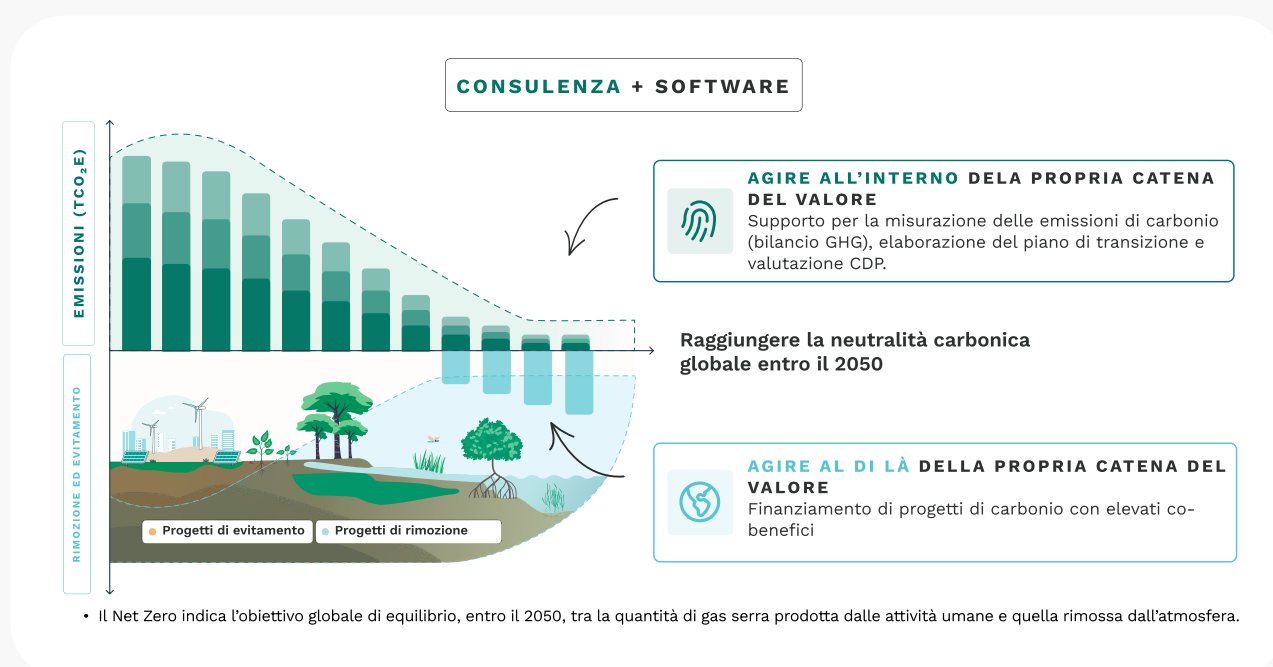 CONSULENZA + SOFTWARE
EMISSIONI (TCO₂E)
AGIRE ALL'INTERNO DELA PROPRIA CATENA
DEL VALORE
Supporto per la misurazione delle emissioni di carbonio
(bilancio GHG), elaborazione del piano di transizione e
valutazione CDP.
Raggiungere la neutralità carbonica
globale entro il 2050
RIMOZIONE ED EVITAMENTO
AGIRE AL DI LÀ DELLA PROPRIA CATENA DEL
VALORE
Finanziamento di progetti di carbonio con elevati co-
benefici
Progetti di evitamento
Progetti di rimozione
• Il Net Zero indica l'obiettivo globale di equilibrio, entro il 2050, tra la quantità di gas serra prodotta dalle attività umane e quella rimossa dall'atmosfera.